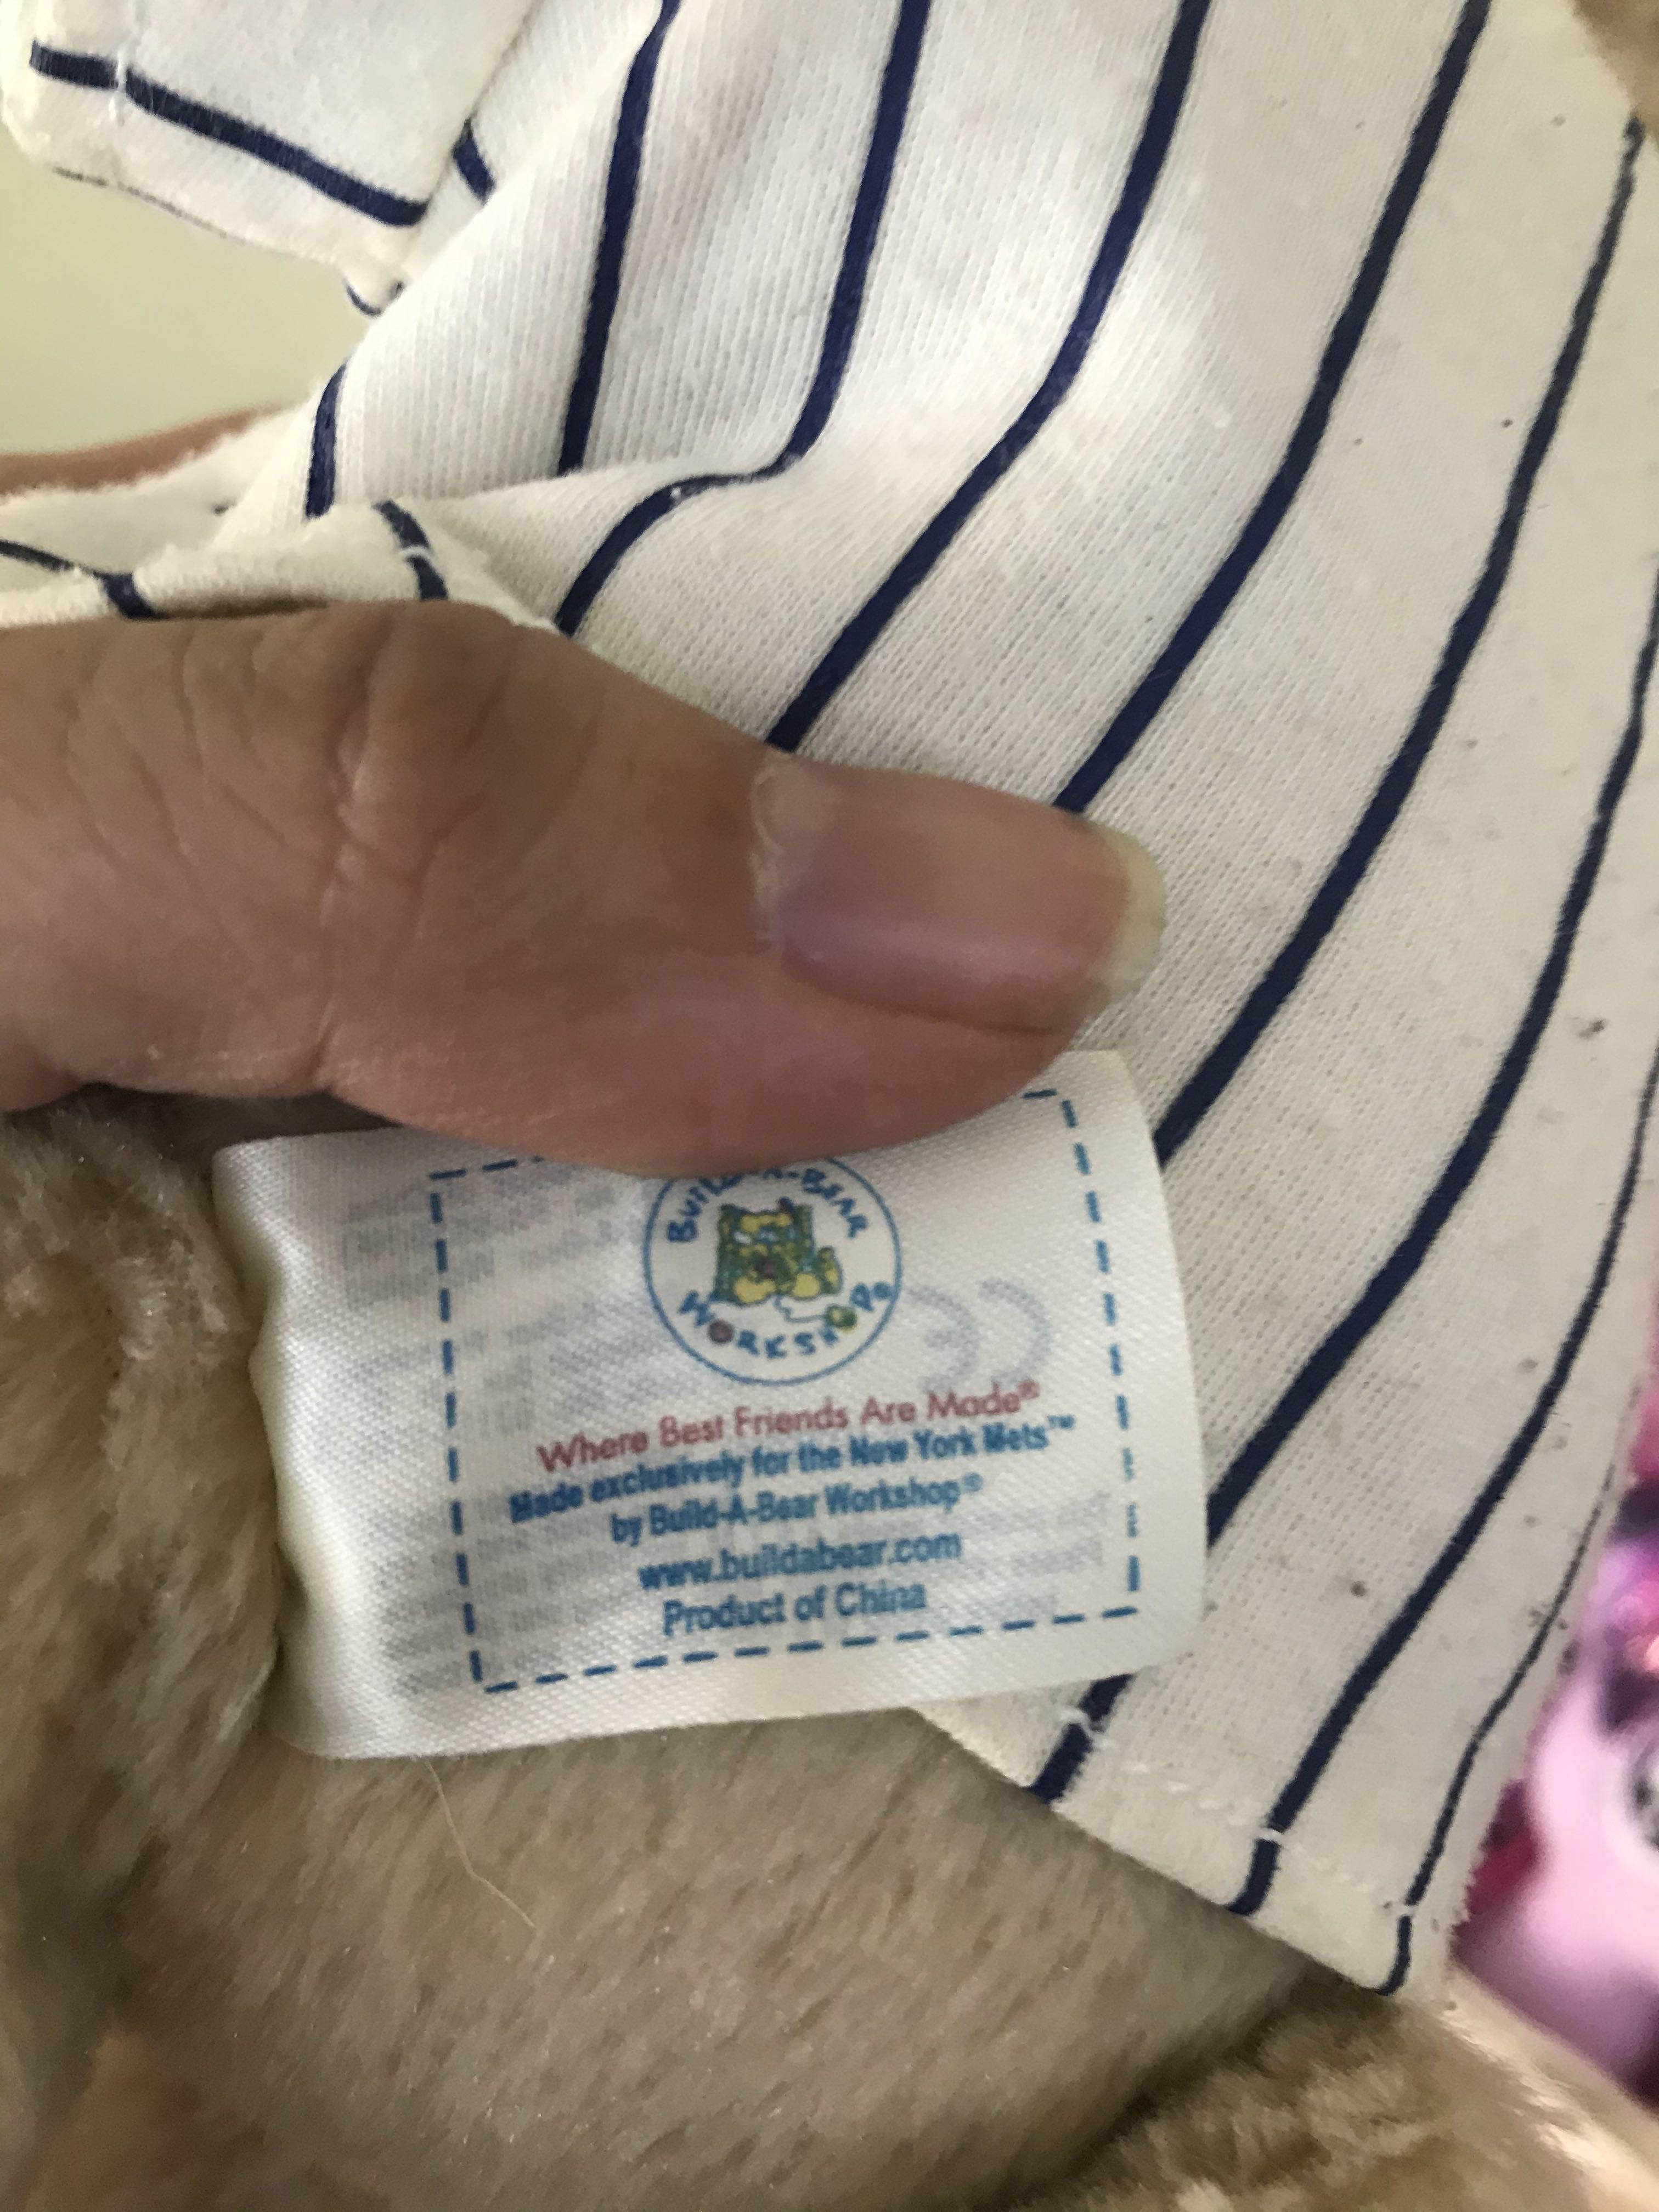 BUILD-A-BEAR
WORKSHOP®
Where Best Friends Are Made®
Made exclusively for the New York Mets™
by Build-A-Bear Workshop®
www.buildabear.com
Product of China